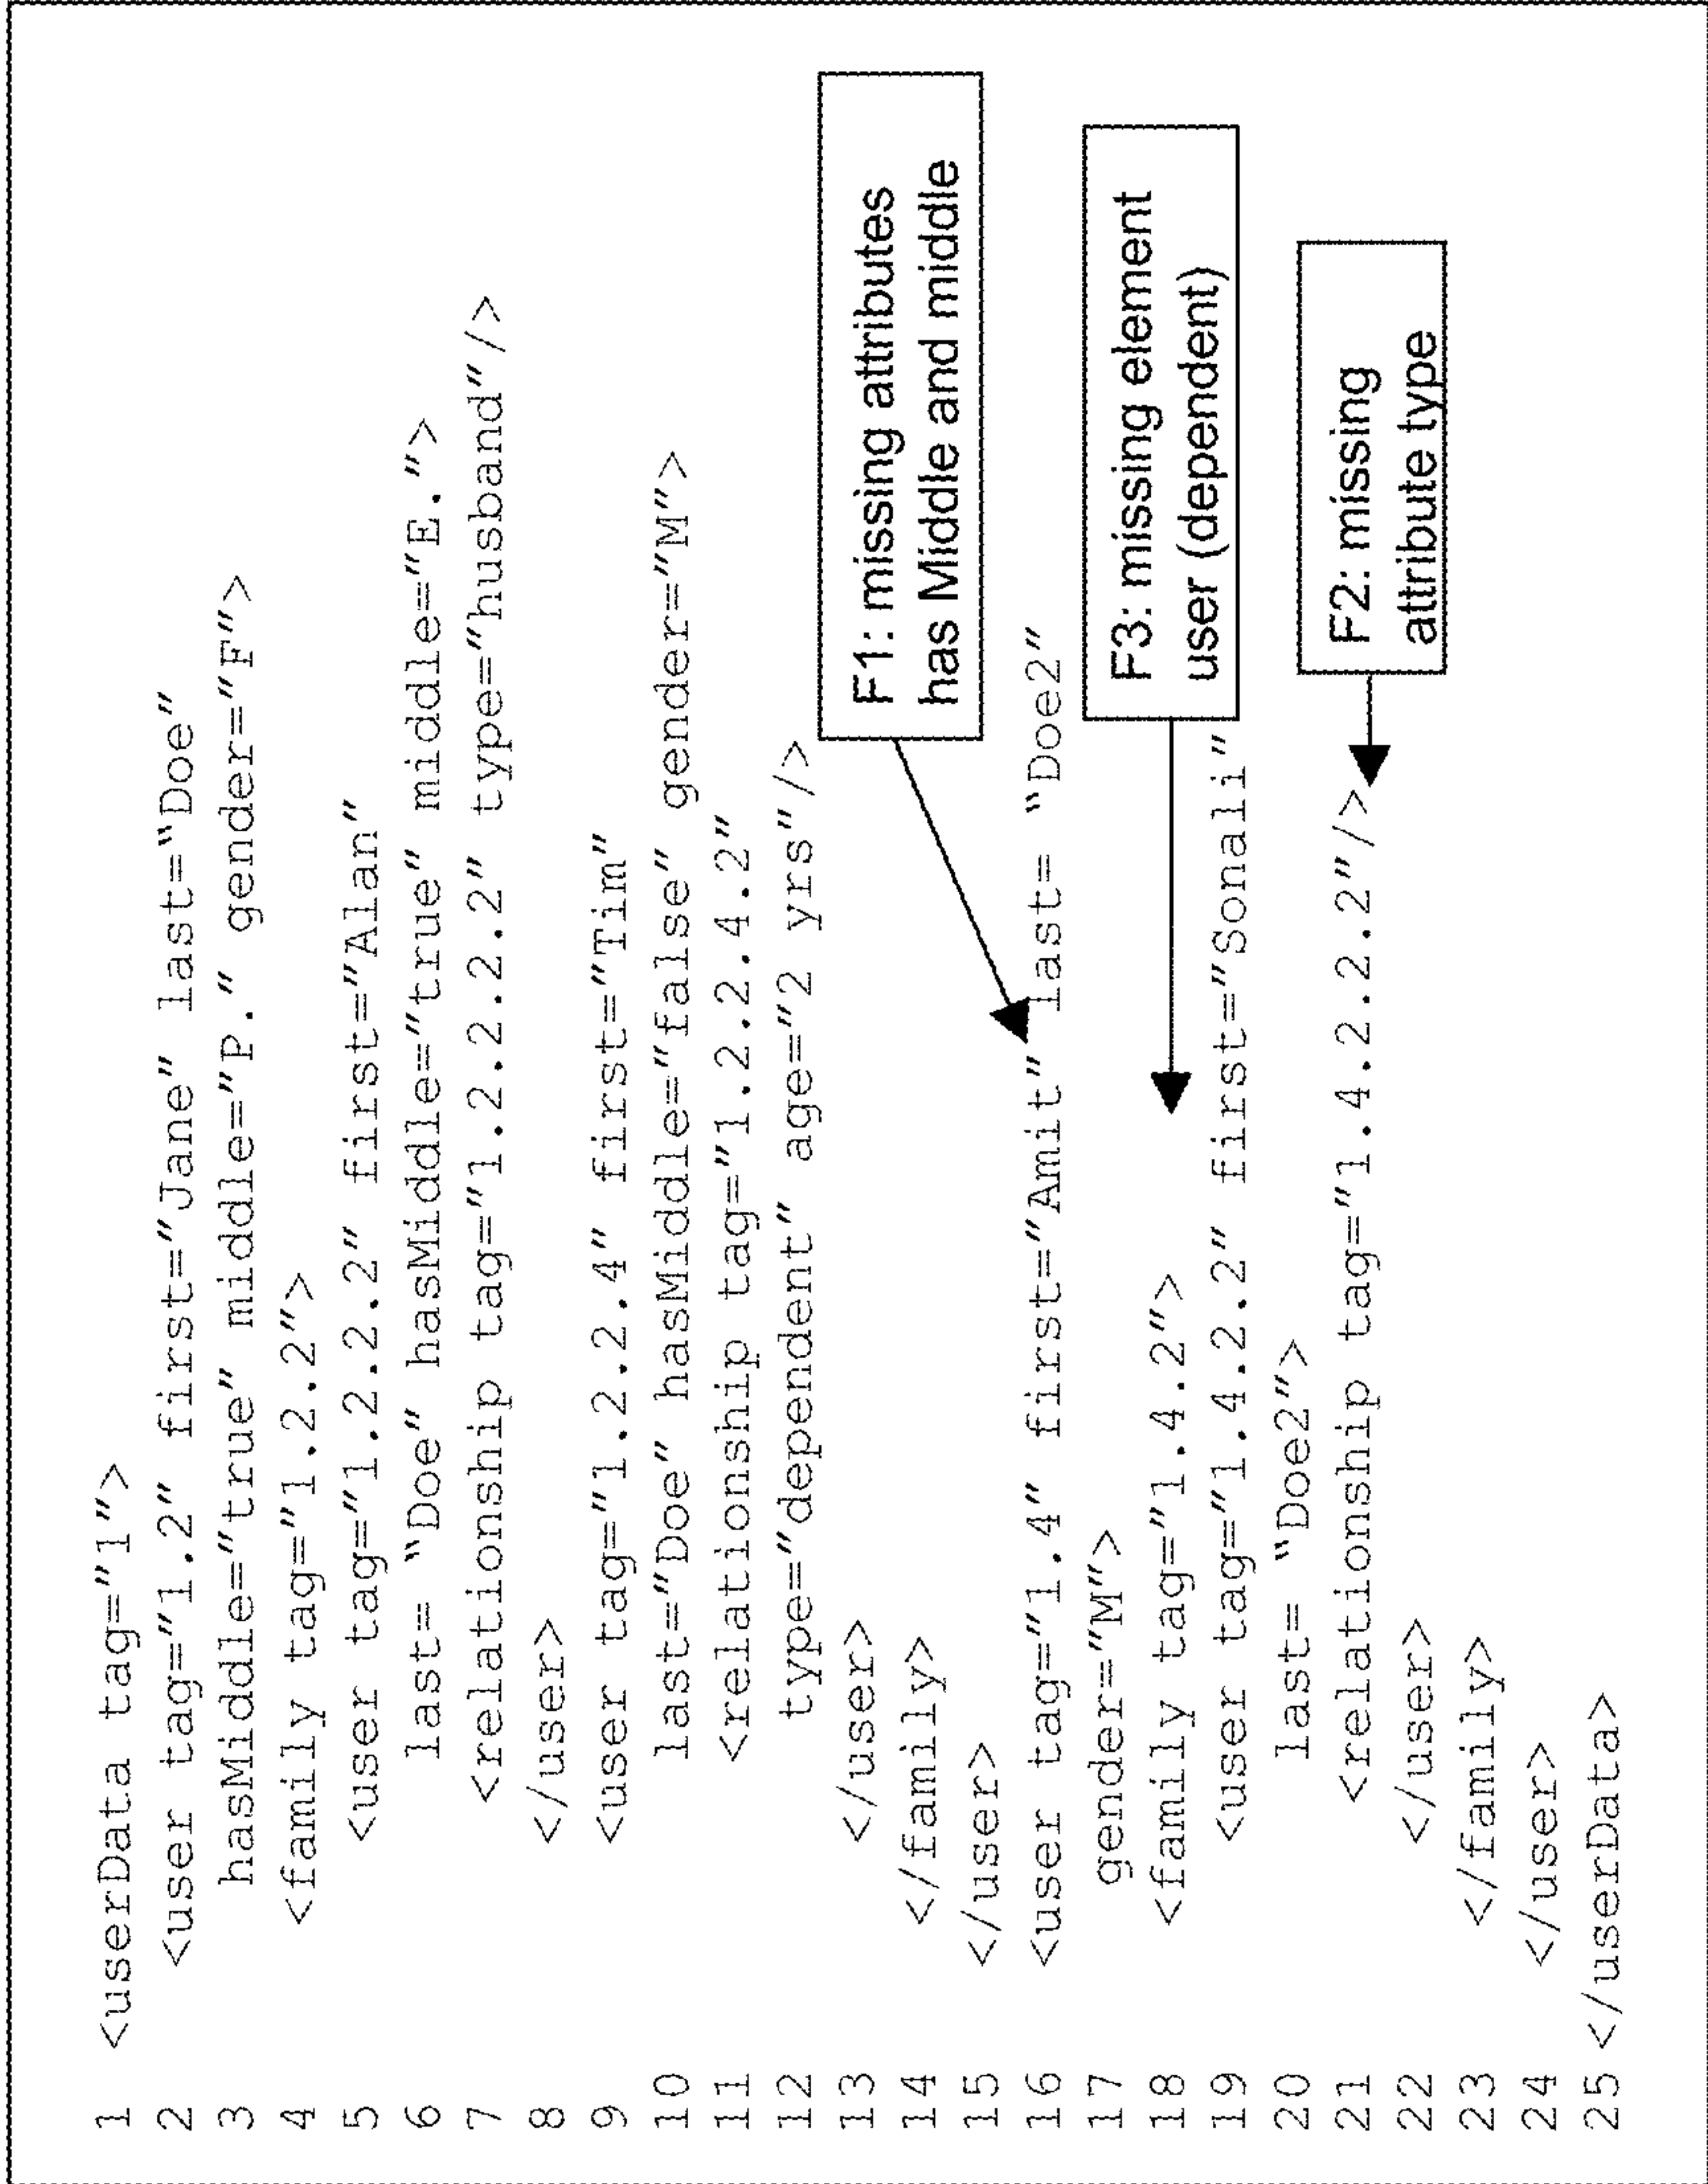 1 <userData tag="1">
2 <user tag="1.2" first="Jane" last="Doe"
3 hasMiddle="true" middle="P." gender="F">
4 <family tag="1.2.2">
5 <user tag="1.2.2.2" first="Alan"
6 last= "Doe" hasMiddle="true" middle="E.">
7 <relationship tag="1.2.2.2.2" type="husband"/>
8 </user>
9 <user tag="1.2.2.4" first="Tim"
10 last="Doe" hasMiddle="false" gender="M">
11 <relationship tag="1.2.2.4.2"
12 type="dependent" age="2 yrs"/>
13 </user>
14 </family>
15 </user>
16 <user tag="1.4" first="Amit" last= "Doe2"
17 gender="M">
18 <family tag="1.4.2">
19 <user tag="1.4.2.2" first="Sonali"
20 last= "Doe2">
21 <relationship tag="1.4.2.2.2"/>
22 </user>
23 </family>
24 </user>
25 </userData>
F1: missing attributes
has Middle and middle
F3: missing element
user (dependent)
F2: missing
attribute type